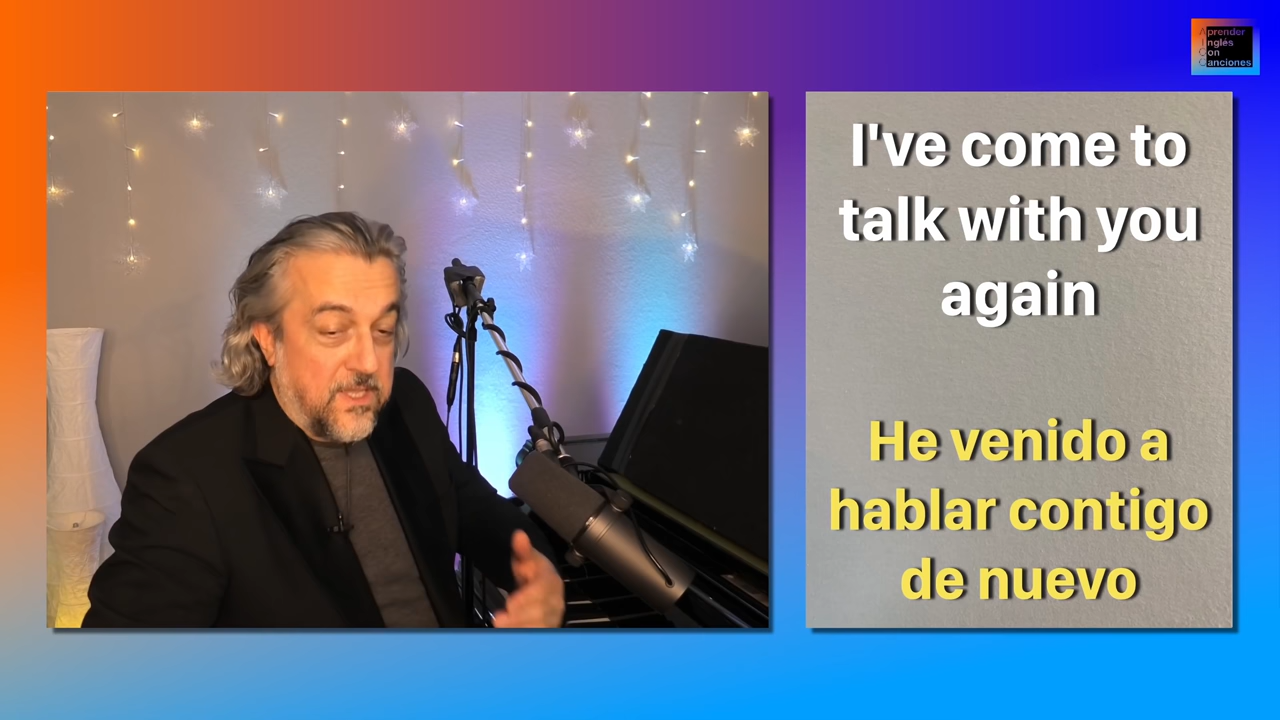 Aprender
Inglés
Con
Canciones
I've come to
talk with you
again
He venido a
hablar contigo
de nuevo